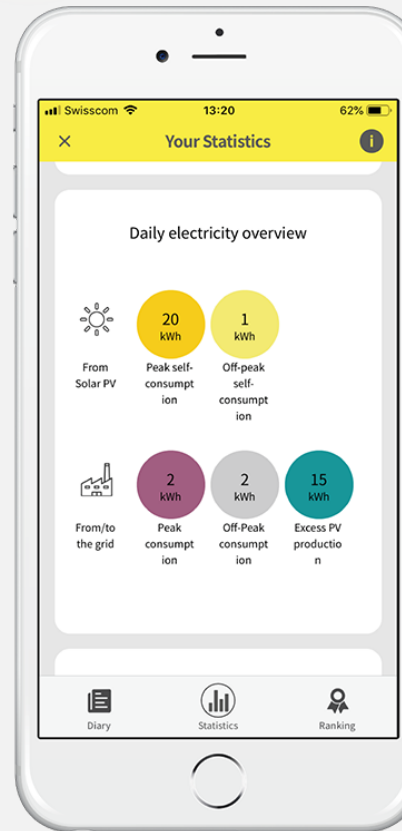 Swisscom 13:20 62%
Your Statistics
Daily electricity overview
20 1
kWh kWh
From Peak self- Off-peak
Solar PV consumpt self-
ion consumpt
ion
2 2 15
kWh kWh kWh
From/to Peak Off-Peak Excess PV
the grid consumpt consumpt productio
ion ion n
Diary Statistics Ranking